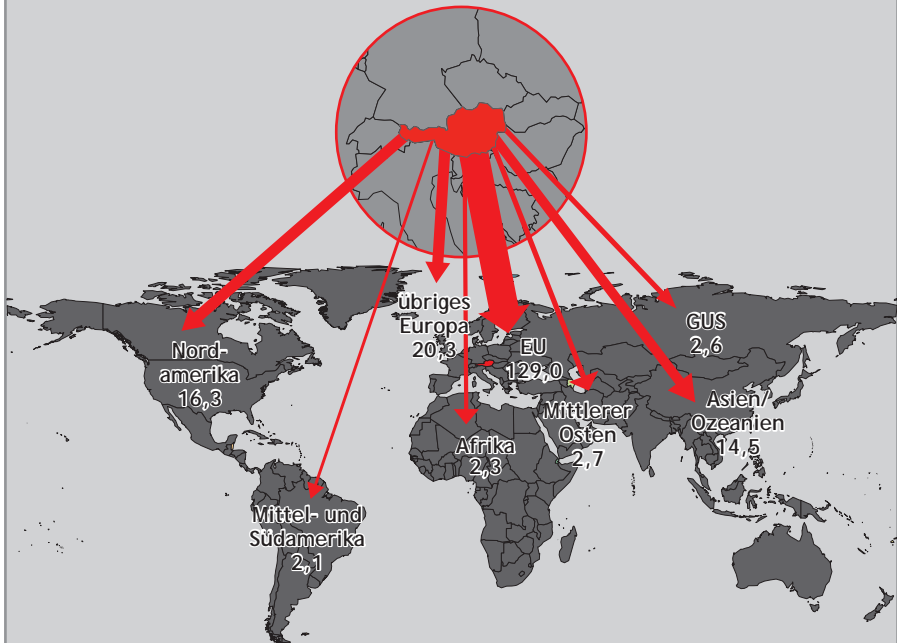 übriges
Europa
20,3
EU
129,0
GUS
2,6
Nord-
amerika
16,3
Asien/
Ozeanien
14,5
Mittlerer
Osten
2,7
Afrika
2,3
Mittel- und
Südamerika
2,1